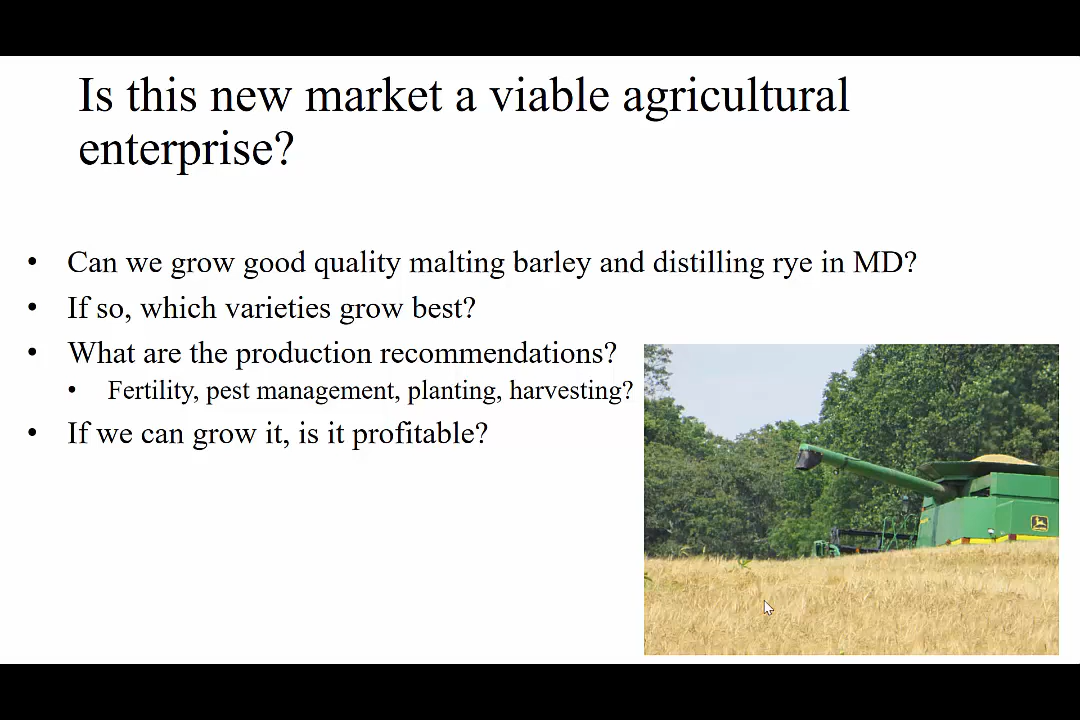 Is this new market a viable agricultural
enterprise?
• Can we grow good quality malting barley and distilling rye in MD?
• If so, which varieties grow best?
• What are the production recommendations?
• Fertility, pest management, planting, harvesting?
• If we can grow it, is it profitable?